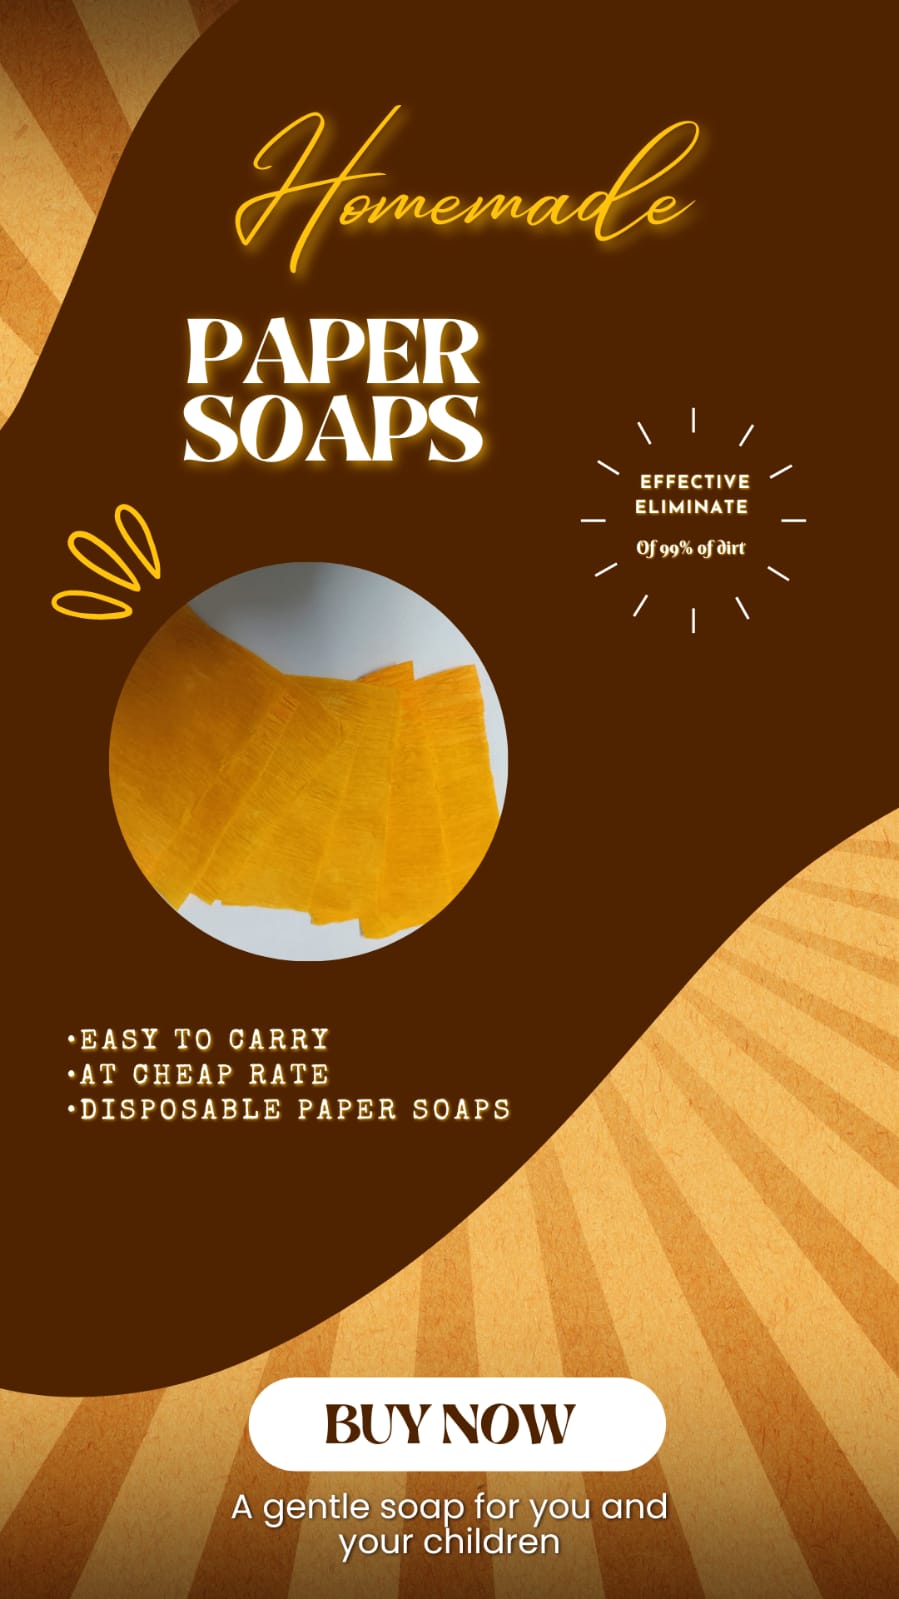 Homemade
PAPER
SOAPS
EFFECTIVE
ELIMINATE
Of 99% of dirt
•EASY TO CARRY
•AT CHEAP RATE
•DISPOSABLE PAPER SOAPS
BUY NOW
A gentle soap for you and
your children